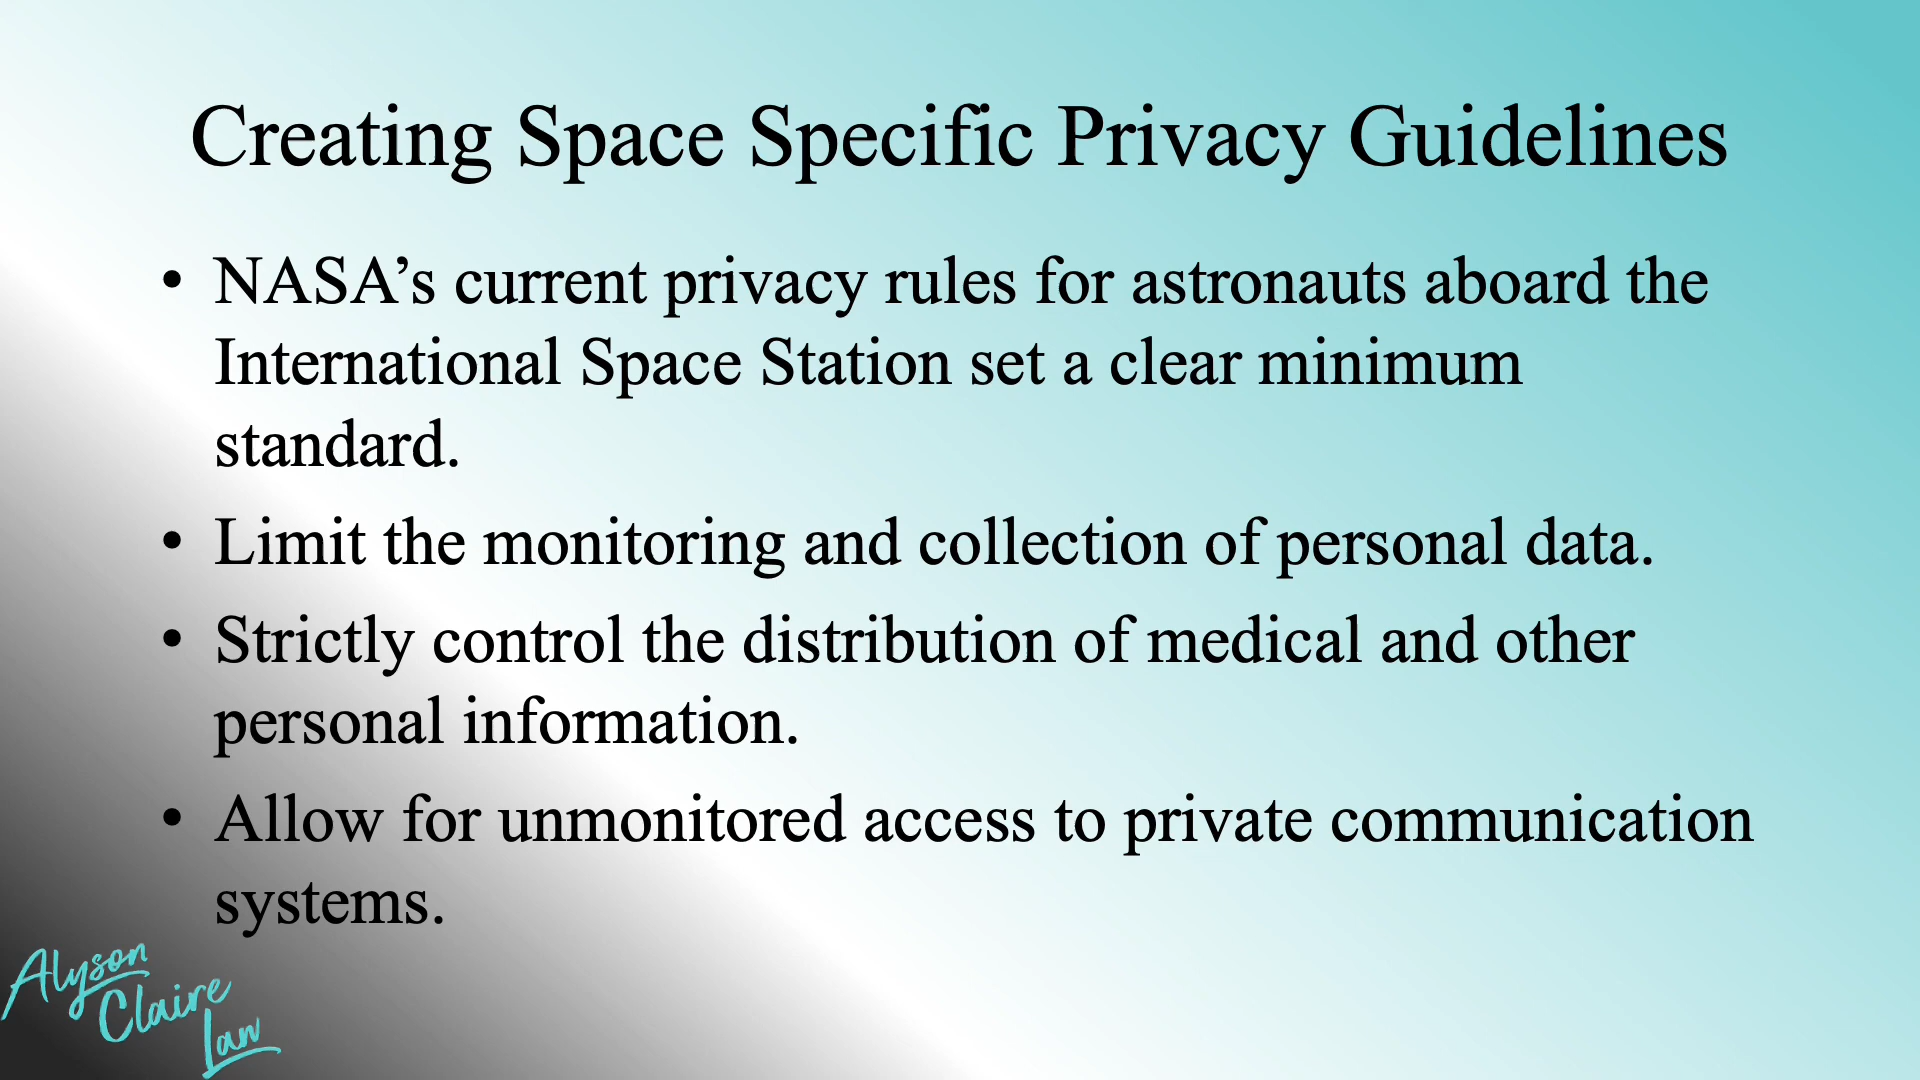 Creating Space Specific Privacy Guidelines
• NASA’s current privacy rules for astronauts aboard the
International Space Station set a clear minimum
standard.
• Limit the monitoring and collection of personal data.
• Strictly control the distribution of medical and other
personal information.
• Allow for unmonitored access to private communication
systems.
Alyson
Claire
Law